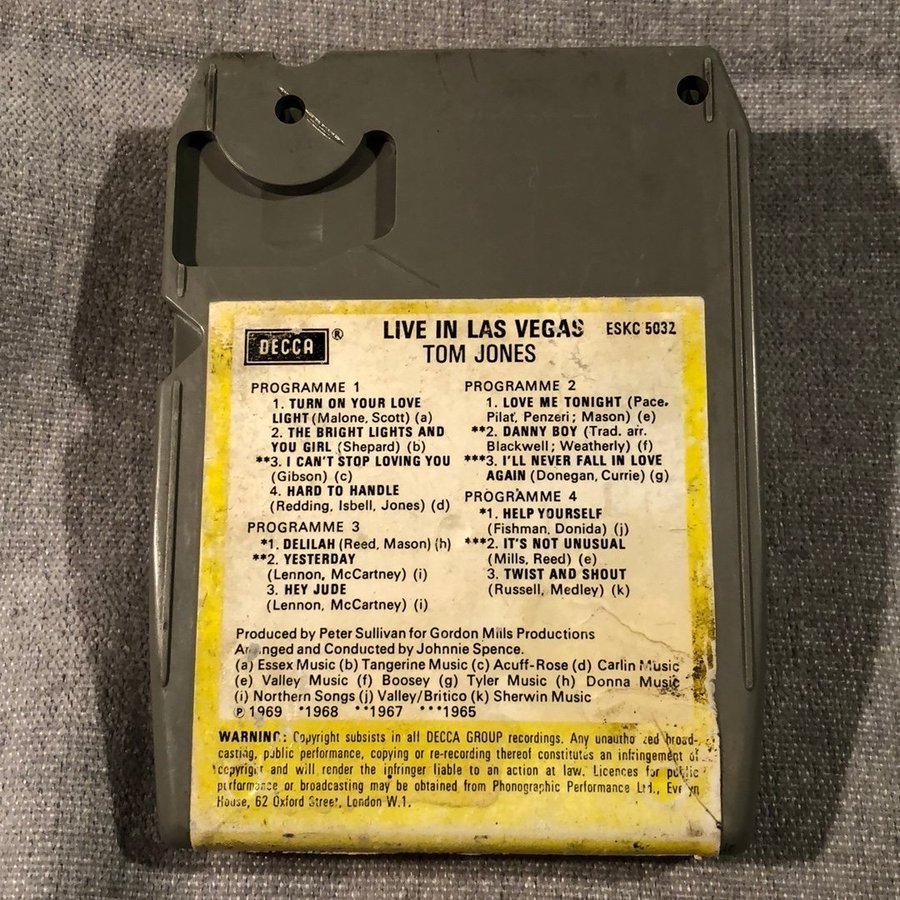 DECCA ®
LIVE IN LAS VEGAS
ESKC 5032
TOM JONES
PROGRAMME 1
1. TURN ON YOUR LOVE
LIGHT (Malone, Scott) (a)
2. THE BRIGHT LIGHTS AND
YOU GIRL (Shepard) (b)
**3. I CAN'T STOP LOVING YOU
(Gibson) (c)
4. HARD TO HANDLE
(Redding, Isbell, Jones) (d)
PROGRAMME 2
1. LOVE ME TONIGHT (Pace,
Pilat, Penzeri; Mason) (e)
**2. DANNY BOY (Trad. arr.
Blackwell; Weatherly) (f)
***3. I'LL NEVER FALL IN LOVE
AGAIN (Donegan, Currie) (g)
PROGRAMME 3
*1. DELILAH (Reed, Mason) (h)
**2. YESTERDAY
(Lennon, McCartney) (i)
3. HEY JUDE
(Lennon, McCartney) (i)
PROGRAMME 4
*1. HELP YOURSELF
(Fishman, Donida) (j)
***2. IT'S NOT UNUSUAL
(Mills, Reed) (e)
3. TWIST AND SHOUT
(Russell, Medley) (k)
Produced by Peter Sullivan for Gordon Mills Productions
Arranged and Conducted by Johnnie Spence.
(a) Essex Music (b) Tangerine Music (c) Acuff-Rose (d) Carlin Music
(e) Valley Music (f) Boosey (g) Tyler Music (h) Donna Music
(i) Northern Songs (j) Valley/Britico (k) Sherwin Music
℗ 1969 *1968 **1967 ***1965
WARNING: Copyright subsists in all DECCA GROUP recordings. Any unauthorized broad-
casting, public performance, copying or re-recording thereof constitutes an infringement of
copyright and will render the infringer liable to an action at law. Licences for public
performance or broadcasting may be obtained from Phonographic Performance Ltd., Evelyn
House, 62 Oxford Street, London W.1.